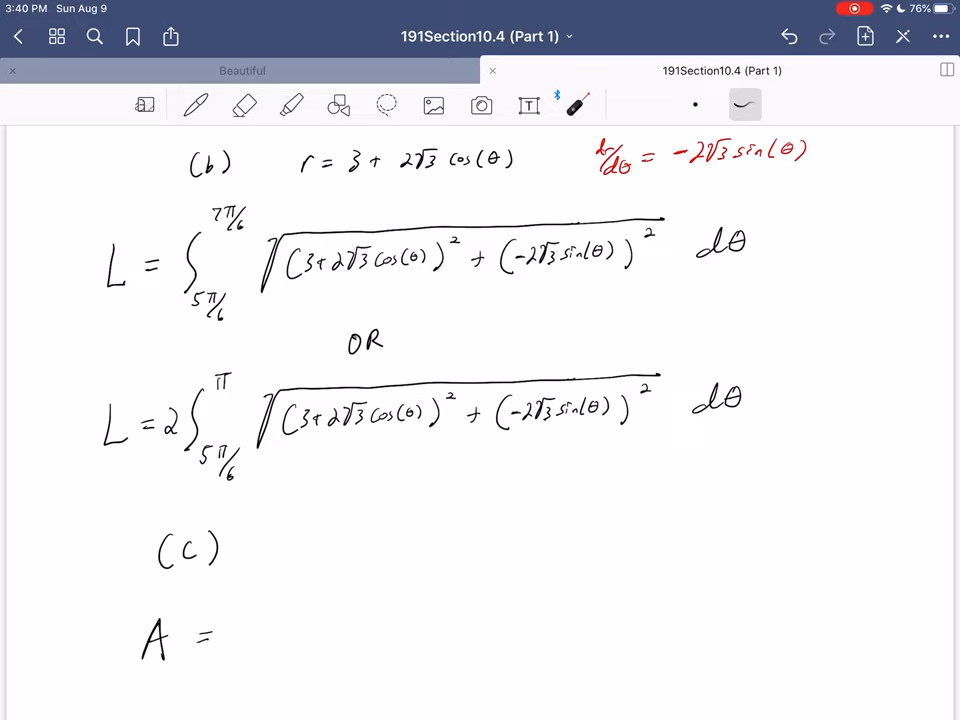 3:40 PM Sun Aug 9 76%
191Section10.4 (Part 1)
Beautiful
191Section10.4 (Part 1)
T
(b) r = 3 + 2√3 cos(θ) dr/dθ = -2√3 sin(θ)
L = ∫_{5π/6}^{7π/6} √((3+2√3 cos(θ))² + (-2√3 sin(θ))²) dθ
OR
L = 2 ∫_{5π/6}^{π} √((3+2√3 cos(θ))² + (-2√3 sin(θ))²) dθ
(c)
A =